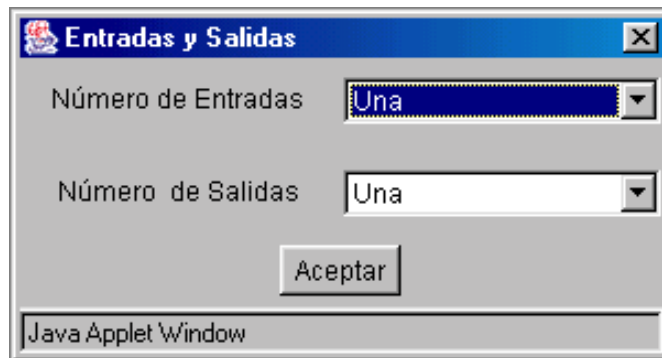 Entradas y Salidas
Número de Entradas Una
Número de Salidas Una
Aceptar
Java Applet Window